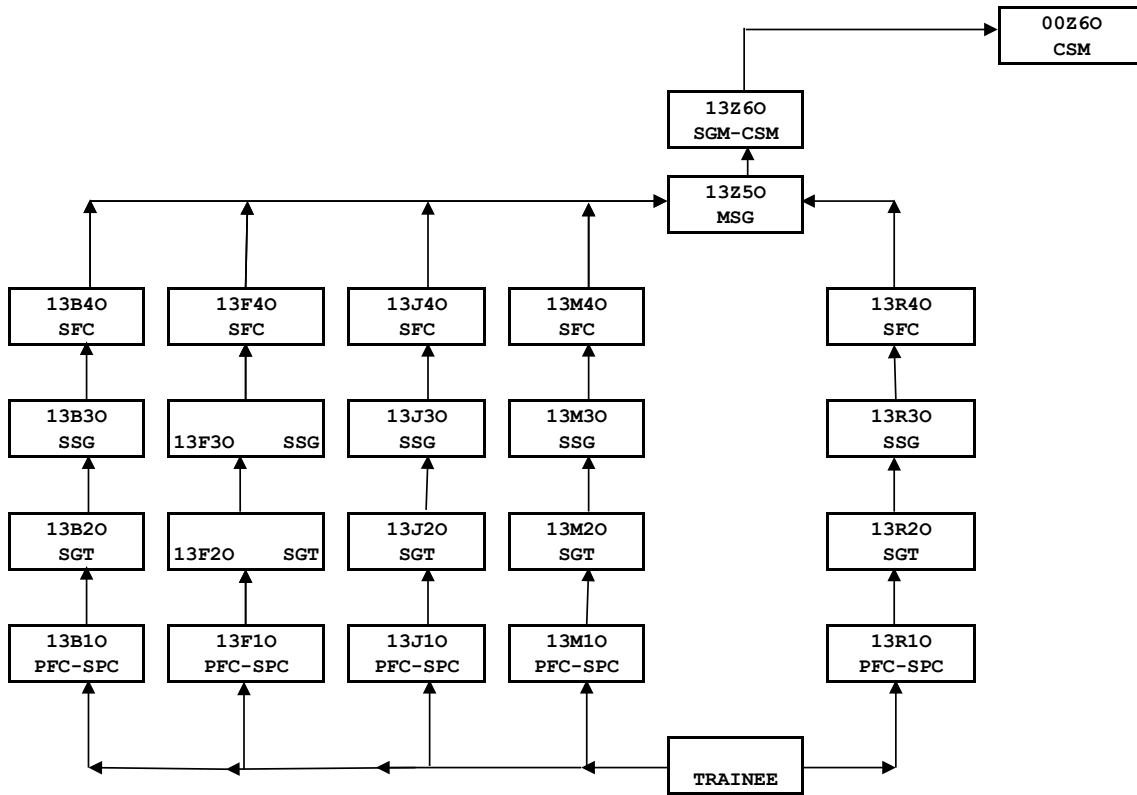 00Z6O
CSM
13Z6O
SGM-CSM
13Z5O
MSG
13B4O
SFC
13F4O
SFC
13J4O
SFC
13M4O
SFC
13R4O
SFC
13B3O
SSG
13F3O SSG
13J3O
SSG
13M3O
SSG
13R3O
SSG
13B2O
SGT
13F2O SGT
13J2O
SGT
13M2O
SGT
13R2O
SGT
13B1O
PFC-SPC
13F1O
PFC-SPC
13J1O
PFC-SPC
13M1O
PFC-SPC
13R1O
PFC-SPC
TRAINEE